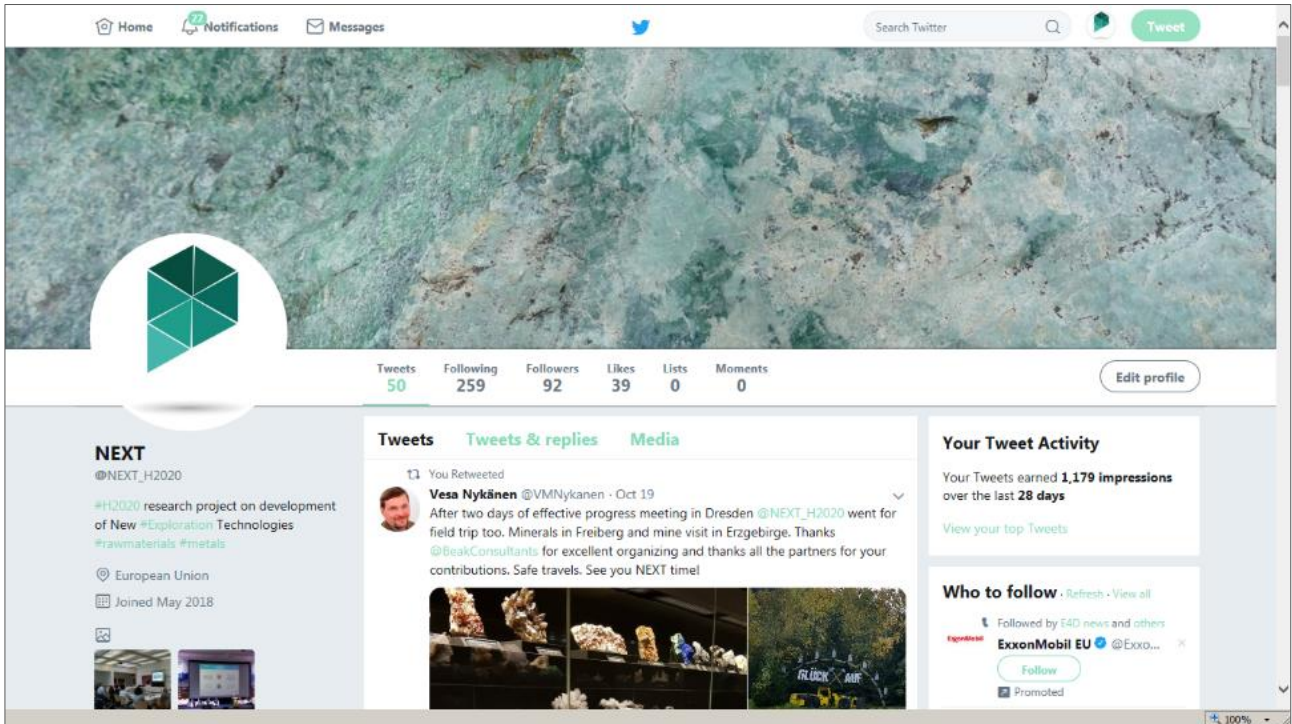 Home
27
Notifications
Messages
Search Twitter
Tweet
Tweets
50
Following
259
Followers
92
Likes
39
Lists
0
Moments
0
Edit profile
NEXT
@NEXT_H2020
#H2020 research project on development
of New #Exploration Technologies
#rawmaterials #metals
European Union
Joined May 2018
Tweets Tweets & replies Media
You Retweeted
Vesa Nykänen @VMNykanen · Oct 19
After two days of effective progress meeting in Dresden @NEXT_H2020 went for
field trip too. Minerals in Freiberg and mine visit in Erzgebirge. Thanks
@BeakConsultants for excellent organizing and thanks all the partners for your
contributions. Safe travels. See you NEXT time!
GLÜCK AUF
Your Tweet Activity
Your Tweets earned 1,179 impressions
over the last 28 days
View your top Tweets
Who to follow · Refresh · View all
Followed by E4D news and others
ExxonMobil
ExxonMobil EU @Exxo...
Follow
Promoted
100%